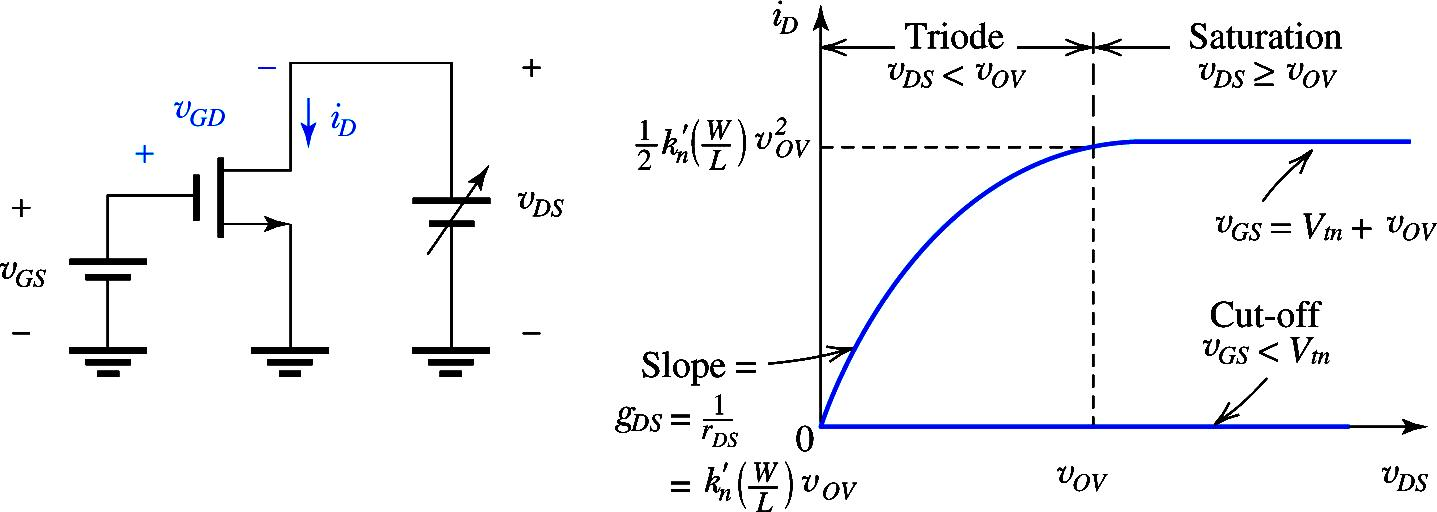 −
+
v_GD
i_D
+
+
v_GS
−
+
v_DS
−
i_D
Triode
v_DS < v_OV
Saturation
v_DS ≥ v_OV
1/2 k′_n (W/L) v²_OV
v_GS = V_tn + v_OV
Cut-off
v_GS < V_tn
Slope =
g_DS = 1/r_DS
= k′_n (W/L) v_OV
0
v_OV
v_DS